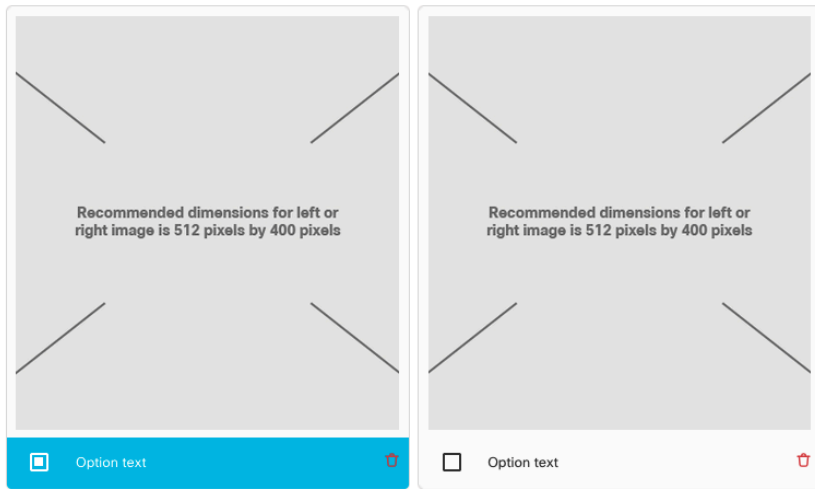 Recommended dimensions for left or
right image is 512 pixels by 400 pixels
Option text
Recommended dimensions for left or
right image is 512 pixels by 400 pixels
Option text